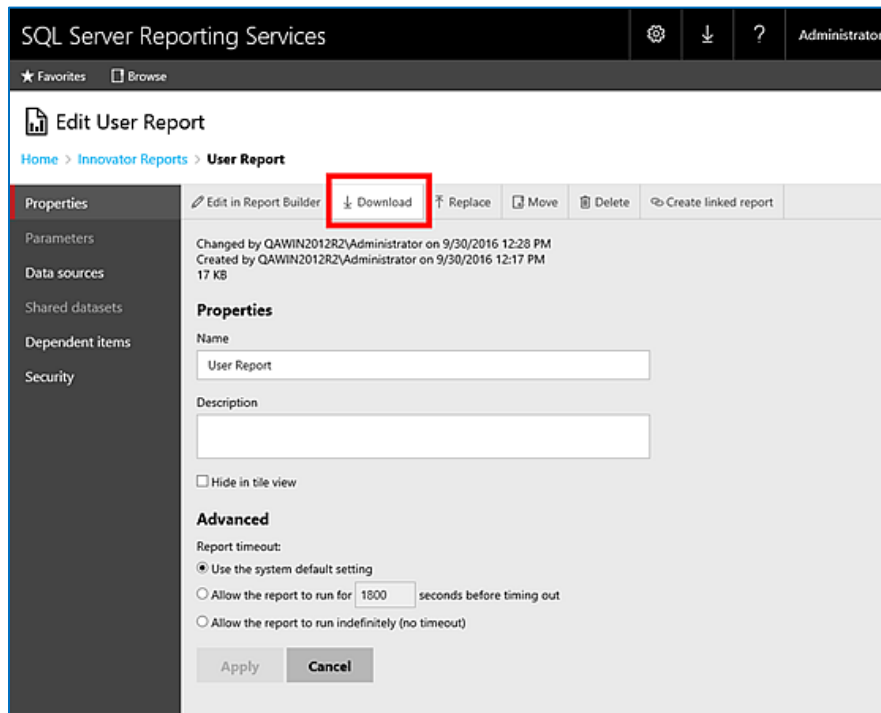 SQL Server Reporting Services
? Administrator
Favorites Browse
Edit User Report
Home > Innovator Reports > User Report
Properties
Edit in Report Builder Download Replace Move Delete Create linked report
Parameters
Changed by QAWIN2012R2\Administrator on 9/30/2016 12:28 PM
Created by QAWIN2012R2\Administrator on 9/30/2016 12:17 PM
17 KB
Data sources
Shared datasets
Dependent items
Security
Properties
Name
User Report
Description
Hide in tile view
Advanced
Report timeout:
Use the system default setting
Allow the report to run for 1800 seconds before timing out
Allow the report to run indefinitely (no timeout)
Apply Cancel